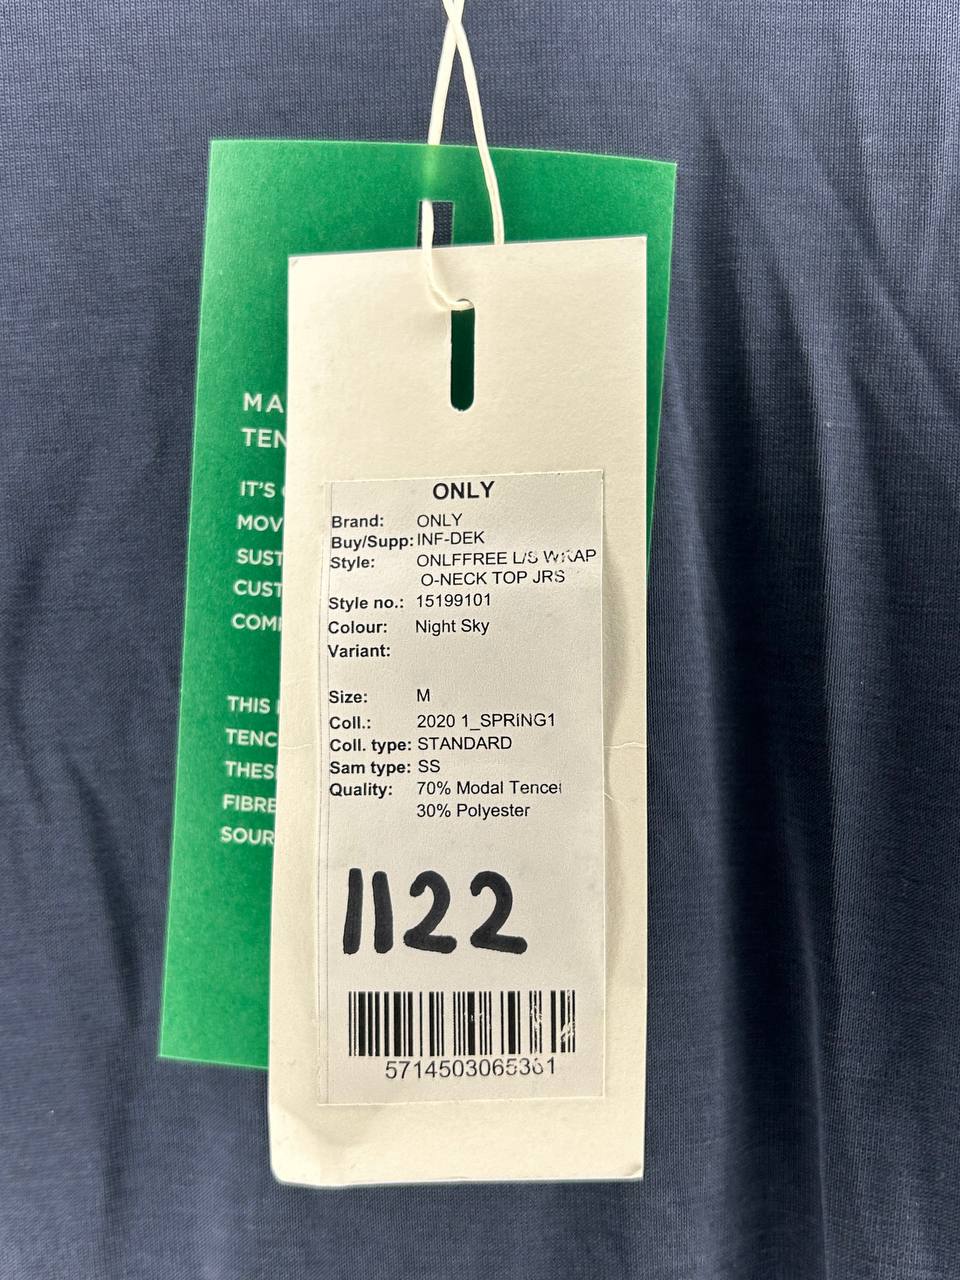 MA
TEN
IT'S
MOV
SUST
CUST
COM
THIS
TENC
THES
FIBRE
SOUR
ONLY
Brand: ONLY
Buy/Supp: INF-DEK
Style: ONLFFREE L/S WRAP
O-NECK TOP JRS
Style no.: 15199101
Colour: Night Sky
Variant:
Size: M
Coll.: 2020 1_SPRING1
Coll. type: STANDARD
Sam type: SS
Quality: 70% Modal Tencel
30% Polyester
1122
5714503065361